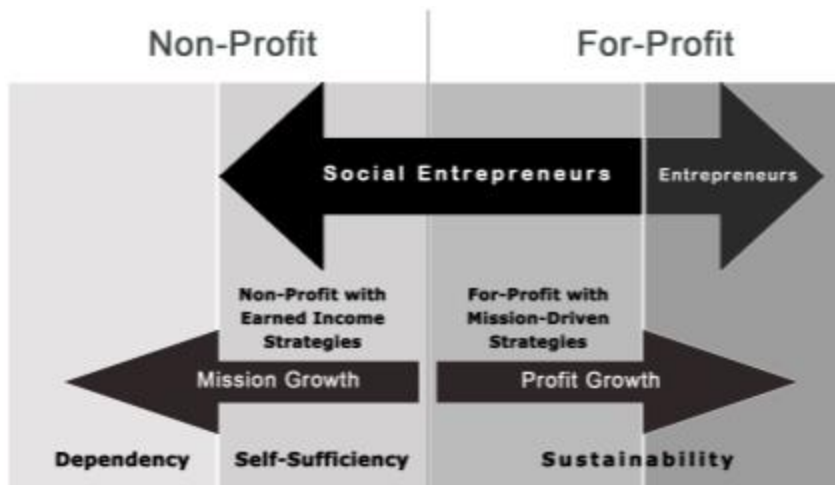 Non-Profit
For-Profit
Social Entrepreneurs
Entrepreneurs
Non-Profit with
Earned Income
Strategies
For-Profit with
Mission-Driven
Strategies
Mission Growth
Profit Growth
Dependency
Self-Sufficiency
Sustainability